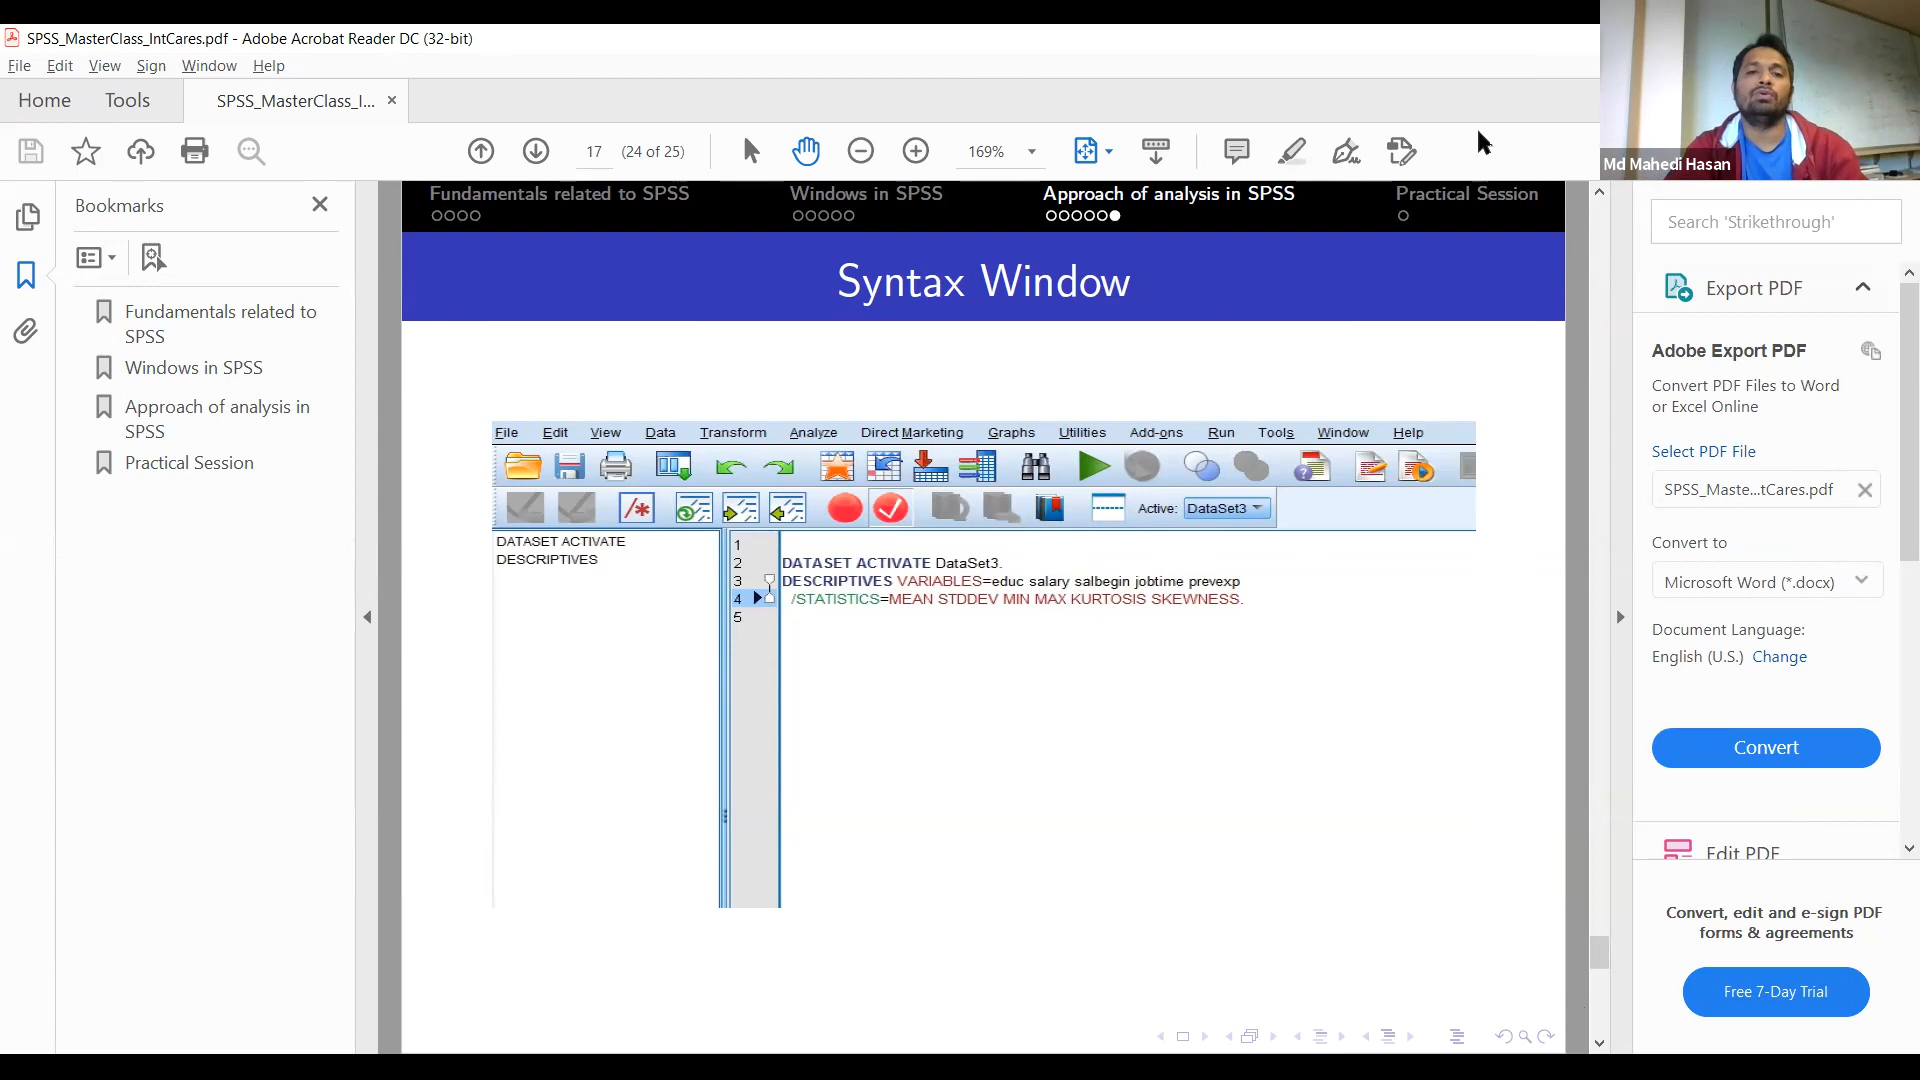 SPSS_MasterClass_IntCares.pdf - Adobe Acrobat Reader DC (32-bit)
File Edit View Sign Window Help
Home Tools SPSS_MasterClass_I... ×
17 (24 of 25) 169%
Md Mahedi Hasan
Bookmarks
Fundamentals related to SPSS
Windows in SPSS
Approach of analysis in SPSS
Practical Session
Fundamentals related to SPSS Windows in SPSS Approach of analysis in SPSS Practical Session
Syntax Window
File Edit View Data Transform Analyze Direct Marketing Graphs Utilities Add-ons Run Tools Window Help
Active: DataSet3
DATASET ACTIVATE
DESCRIPTIVES
1
2 DATASET ACTIVATE DataSet3.
3 DESCRIPTIVES VARIABLES=educ salary salbegin jobtime prevexp
4 /STATISTICS=MEAN STDDEV MIN MAX KURTOSIS SKEWNESS.
5
Search 'Strikethrough'
Export PDF
Adobe Export PDF
Convert PDF Files to Word
or Excel Online
Select PDF File
SPSS_Maste...tCares.pdf
Convert to
Microsoft Word (*.docx)
Document Language:
English (U.S.) Change
Convert
Edit PDF
Convert, edit and e-sign PDF
forms & agreements
Free 7-Day Trial